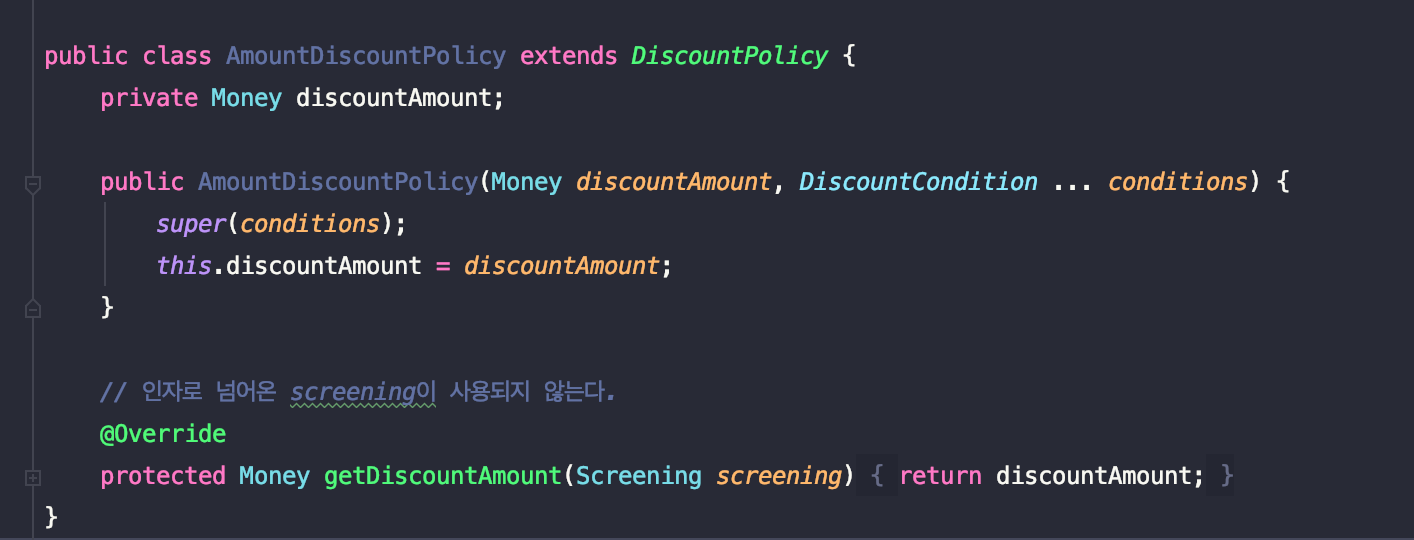 public class AmountDiscountPolicy extends DiscountPolicy {
private Money discountAmount;
public AmountDiscountPolicy(Money discountAmount, DiscountCondition ... conditions) {
super(conditions);
this.discountAmount = discountAmount;
}
// 인자로 넘어온 screening이 사용되지 않는다.
@Override
protected Money getDiscountAmount(Screening screening) { return discountAmount; }
}